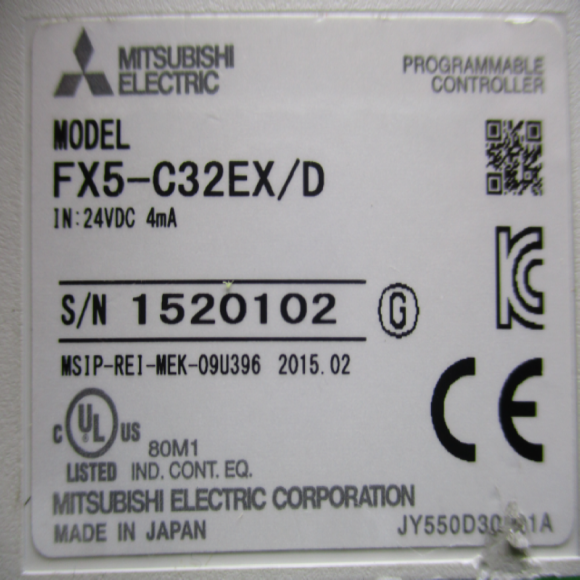 MITSUBISHI
ELECTRIC
PROGRAMMABLE
CONTROLLER
MODEL
FX5-C32EX/D
IN:24VDC 4mA
S/N 1520102 G
MSIP-REI-MEK-09U396 2015.02
C UL US
LISTED
80M1
IND. CONT. EQ.
CE
MITSUBISHI ELECTRIC CORPORATION
MADE IN JAPAN